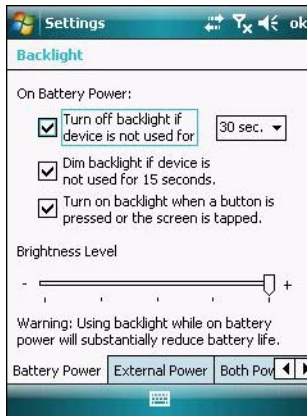 Settings ok
Backlight
On Battery Power:
Turn off backlight if
device is not used for
30 sec.
Dim backlight if device is
not used for 15 seconds.
Turn on backlight when a button is
pressed or the screen is tapped.
Brightness Level
- +
Warning: Using backlight while on battery
power will substantially reduce battery life.
Battery Power External Power Both Pow